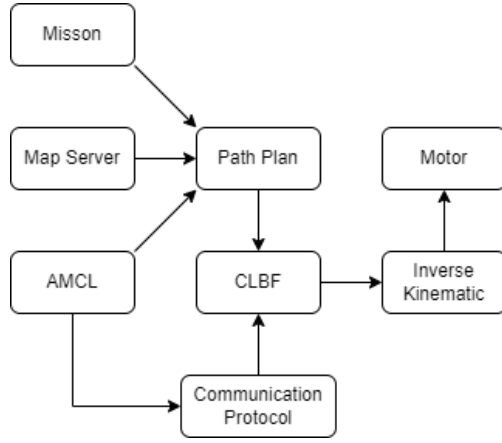 Misson
Map Server
Path Plan
Motor
AMCL
CLBF
Inverse
Kinematic
Communication
Protocol